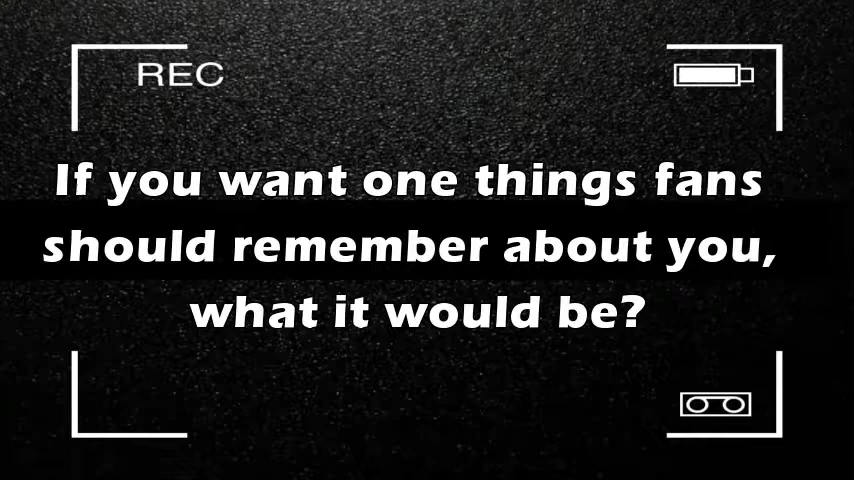 REC
If you want one things fans
should remember about you,
what it would be?